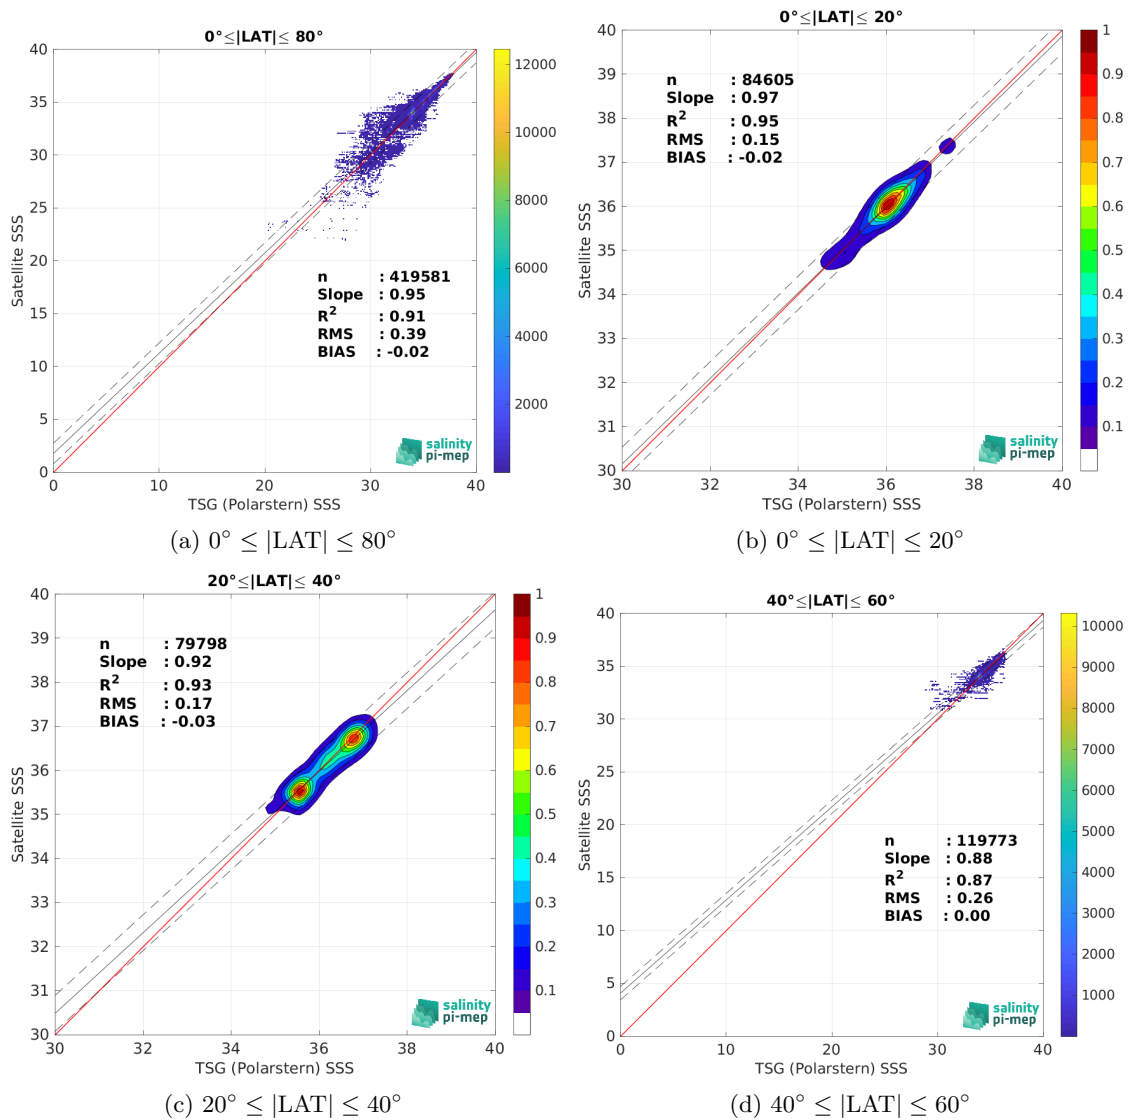 0°≤|LAT|≤ 80°
40
35
30
25
20
15
10
5
0
0
10
20
30
40
Satellite SSS
TSG (Polarstern) SSS
n : 419581
Slope : 0.95
R² : 0.91
RMS : 0.39
BIAS : -0.02
12000
10000
8000
6000
4000
2000
salinity
pi-mep
(a) 0° ≤ |LAT| ≤ 80°
0°≤|LAT|≤ 20°
40
39
38
37
36
35
34
33
32
31
30
30
32
34
36
38
40
Satellite SSS
TSG (Polarstern) SSS
n : 84605
Slope : 0.97
R² : 0.95
RMS : 0.15
BIAS : -0.02
1
0.9
0.8
0.7
0.6
0.5
0.4
0.3
0.2
0.1
salinity
pi-mep
(b) 0° ≤ |LAT| ≤ 20°
20°≤|LAT|≤ 40°
40
39
38
37
36
35
34
33
32
31
30
30
32
34
36
38
40
Satellite SSS
TSG (Polarstern) SSS
n : 79798
Slope : 0.92
R² : 0.93
RMS : 0.17
BIAS : -0.03
1
0.9
0.8
0.7
0.6
0.5
0.4
0.3
0.2
0.1
salinity
pi-mep
(c) 20° ≤ |LAT| ≤ 40°
40°≤|LAT|≤ 60°
40
35
30
25
20
15
10
5
0
0
10
20
30
40
Satellite SSS
TSG (Polarstern) SSS
n : 119773
Slope : 0.88
R² : 0.87
RMS : 0.26
BIAS : 0.00
10000
9000
8000
7000
6000
5000
4000
3000
2000
1000
salinity
pi-mep
(d) 40° ≤ |LAT| ≤ 60°